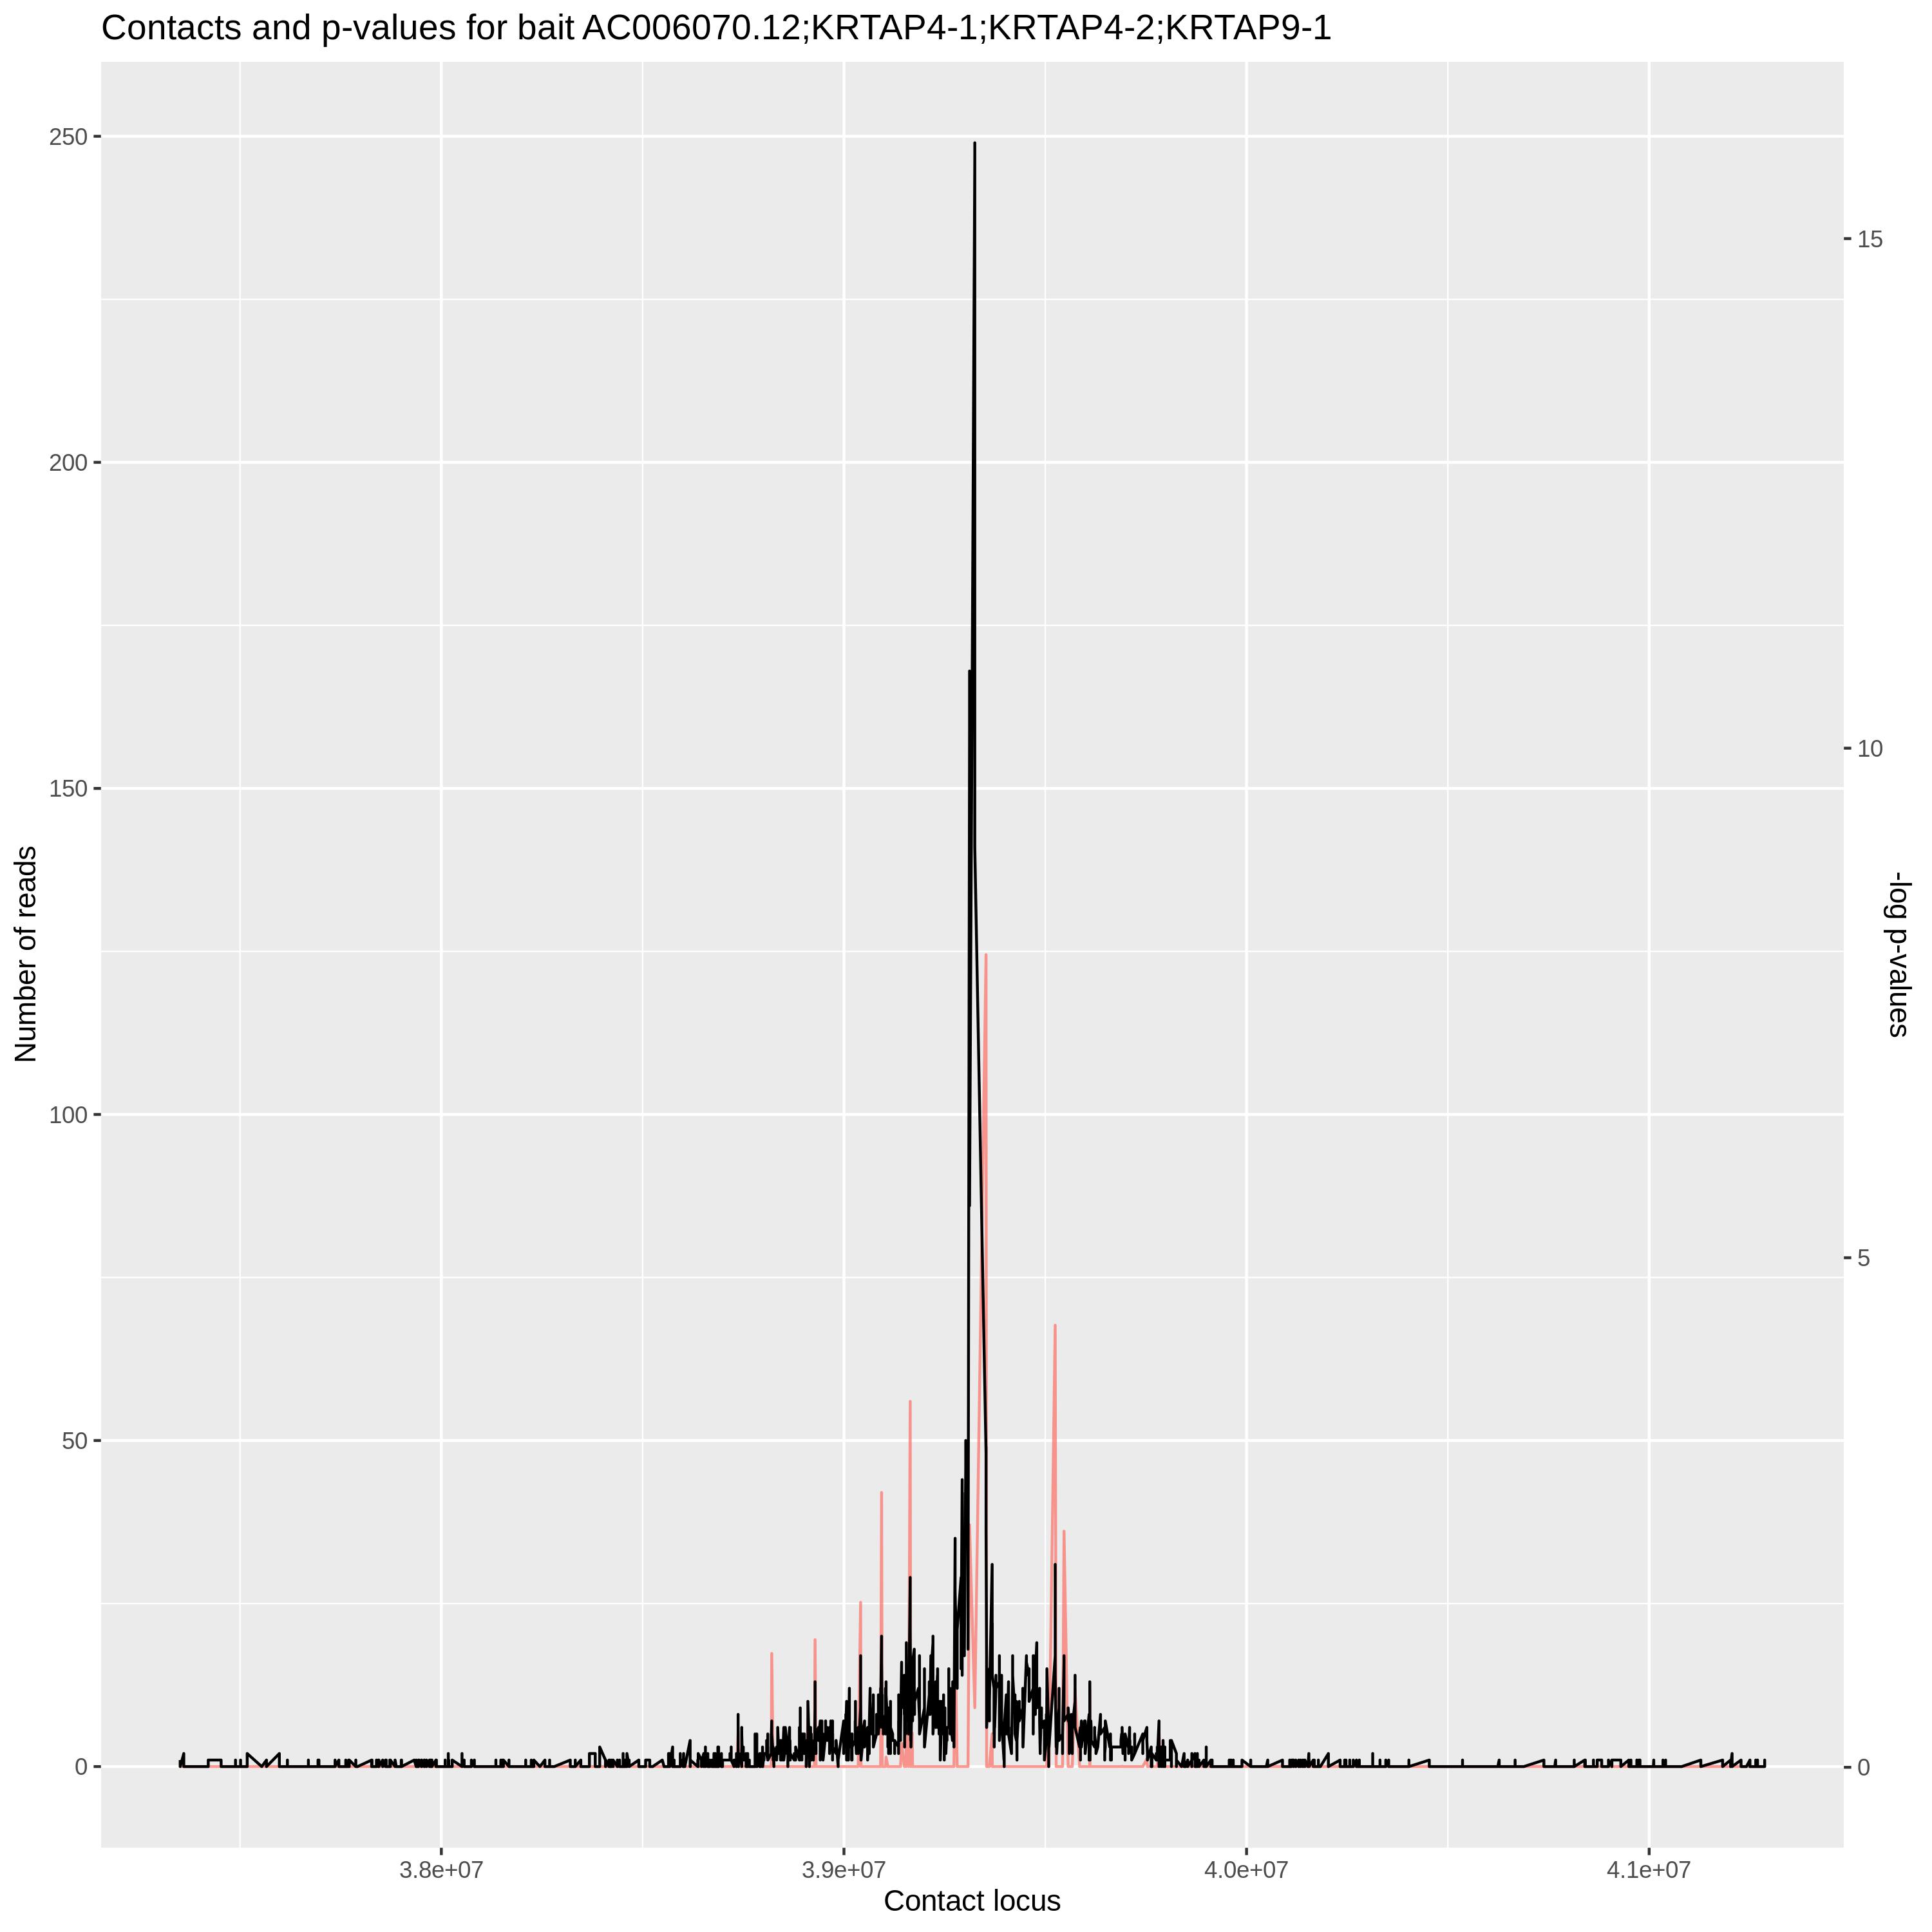 Contacts and p-values for bait AC006070.12;KRTAP4-1;KRTAP4-2;KRTAP9-1
250
200
150
100
50
0
Number of reads
15
10
5
0
-log p-values
3.8e+07
3.9e+07
4.0e+07
4.1e+07
Contact locus